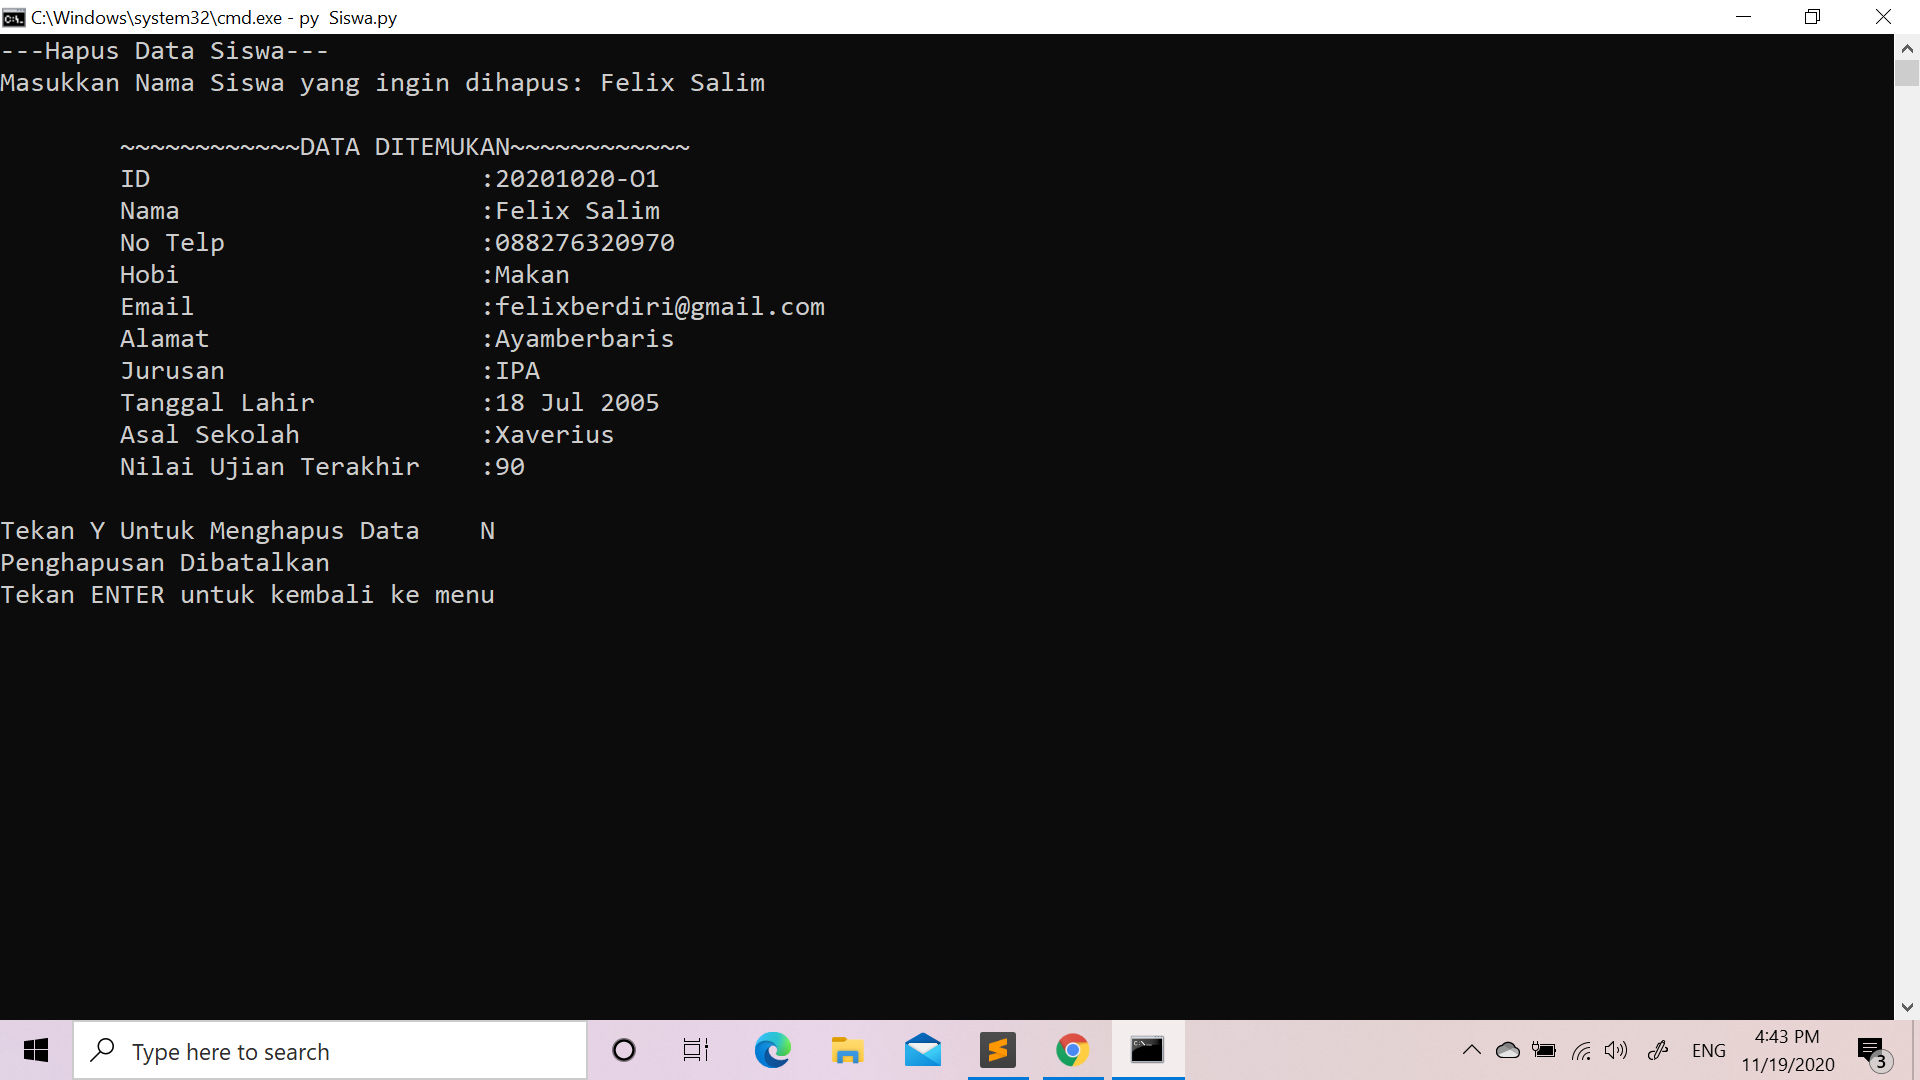 C:\Windows\system32\cmd.exe - py  Siswa.py
---Hapus Data Siswa---
Masukkan Nama Siswa yang ingin dihapus: Felix Salim
~~~~~~~~~~~~DATA DITEMUKAN~~~~~~~~~~~~
ID :20201020-O1
Nama :Felix Salim
No Telp :088276320970
Hobi :Makan
Email :felixberdiri@gmail.com
Alamat :Ayamberbaris
Jurusan :IPA
Tanggal Lahir :18 Jul 2005
Asal Sekolah :Xaverius
Nilai Ujian Terakhir :90
Tekan Y Untuk Menghapus Data    N
Penghapusan Dibatalkan
Tekan ENTER untuk kembali ke menu
Type here to search
ENG
4:43 PM
11/19/2020
3